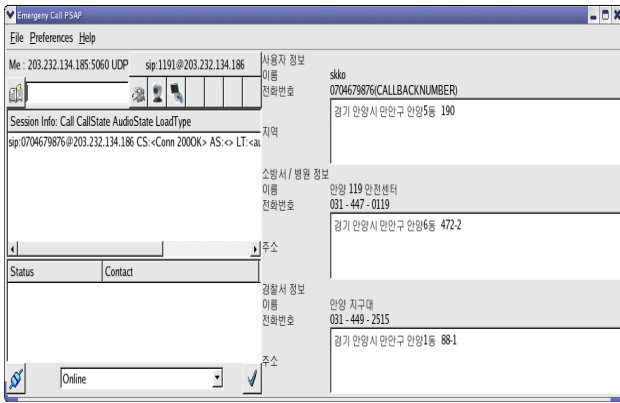 Emergeny Call PSAP
File Preferences Help
Me : 203.232.134.185:5060 UDP
sip:1191@203.232.134.186
Session Info: Call CallState AudioState LoadType
sip:0704679876@203.232.134.186 CS:<Conn 200OK> AS:<> LT:<au
Status
Contact
Online
사용자 정보
이름 skko
전화번호 0704679876(CALLBACKNUMBER)
지역 경기 안양시 만안구 안양5동 190
소방서 / 병원 정보
이름 안양 119 안전센터
전화번호 031 - 447 - 0119
주소 경기 안양시 만안구 안양6동 472-2
경찰서 정보
이름 안양 지구대
전화번호 031 - 449 - 2515
주소 경기 안양시 만안구 안양1동 88-1